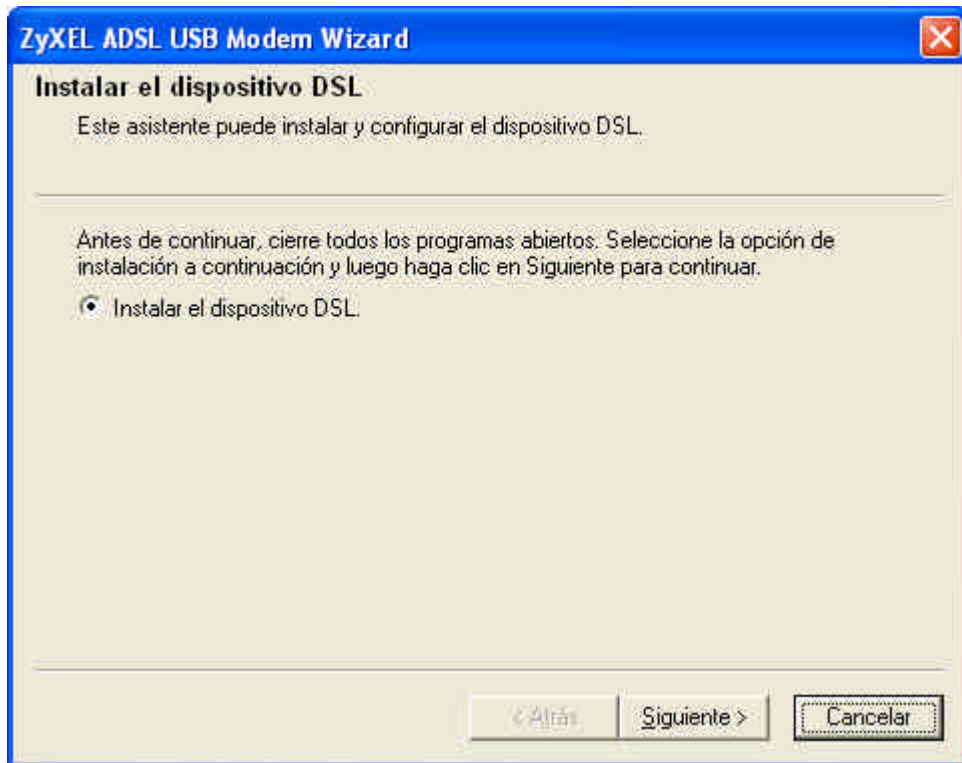 ZyXEL ADSL USB Modem Wizard
Instalar el dispositivo DSL
Este asistente puede instalar y configurar el dispositivo DSL.
Antes de continuar, cierre todos los programas abiertos. Seleccione la opción de
instalación a continuación y luego haga clic en Siguiente para continuar.
Instalar el dispositivo DSL.
< Atrás
Siguiente >
Cancelar